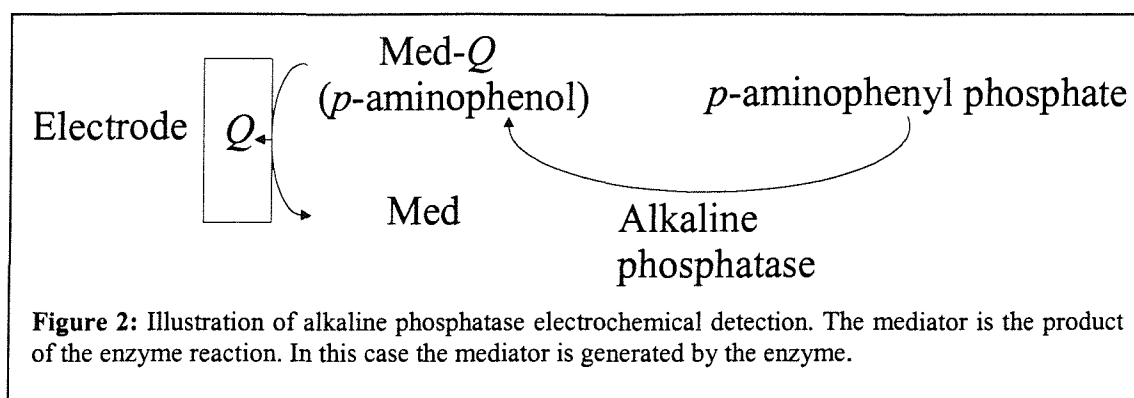 Med-Q
(p-aminophenol)
p-aminophenyl phosphate
Electrode
Q
Med
Alkaline
phosphatase
Figure 2: Illustration of alkaline phosphatase electrochemical detection. The mediator is the product
of the enzyme reaction. In this case the mediator is generated by the enzyme.